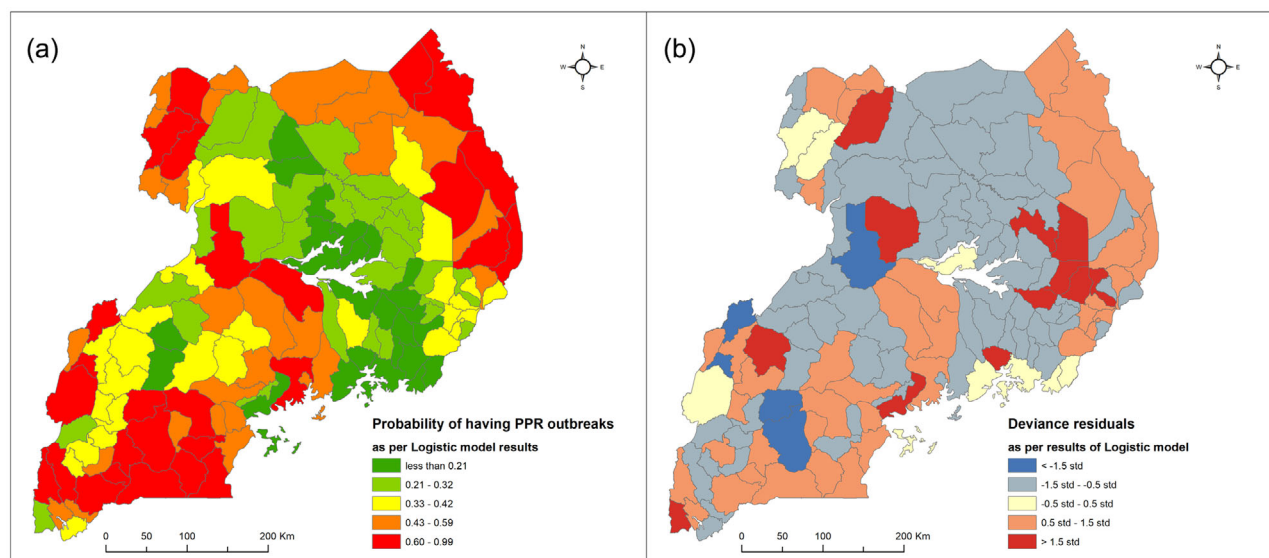 (a)
N
W E
S
Probability of having PPR outbreaks
as per Logistic model results
less than 0.21
0.21 - 0.32
0.33 - 0.42
0.43 - 0.59
0.60 - 0.99
0 50 100 200 Km
(b)
N
W E
S
Deviance residuals
as per results of Logistic model
< -1.5 std
-1.5 std - -0.5 std
-0.5 std - 0.5 std
0.5 std - 1.5 std
> 1.5 std
0 50 100 200 Km